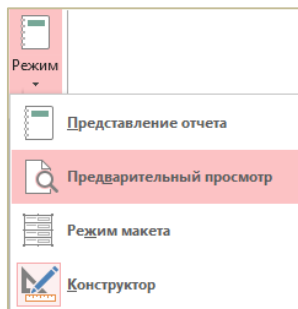 Режим
Представление отчета
Предварительный просмотр
Режим макета
Конструктор